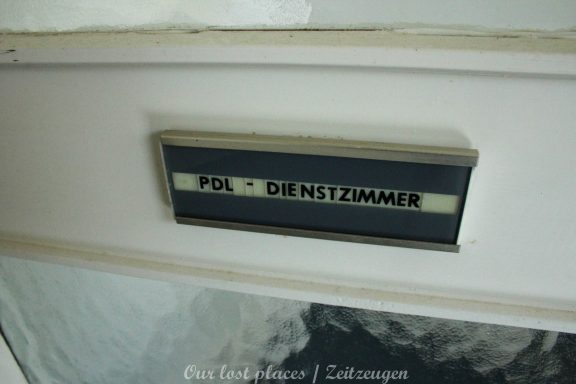 PDL - DIENSTZIMMER
Our lost places | Zeitzeugen